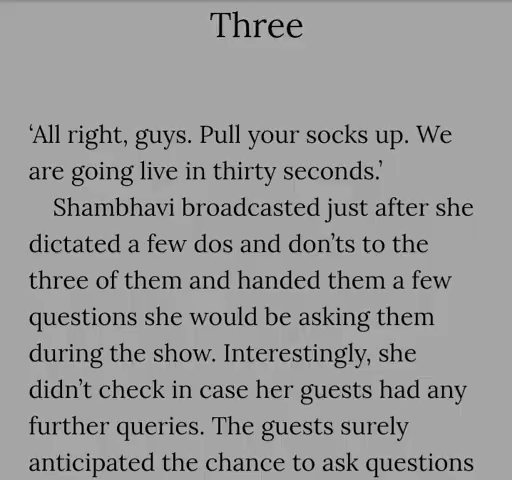 Three
‘All right, guys. Pull your socks up. We
are going live in thirty seconds.’
Shambhavi broadcasted just after she
dictated a few dos and don’ts to the
three of them and handed them a few
questions she would be asking them
during the show. Interestingly, she
didn’t check in case her guests had any
further queries. The guests surely
anticipated the chance to ask questions